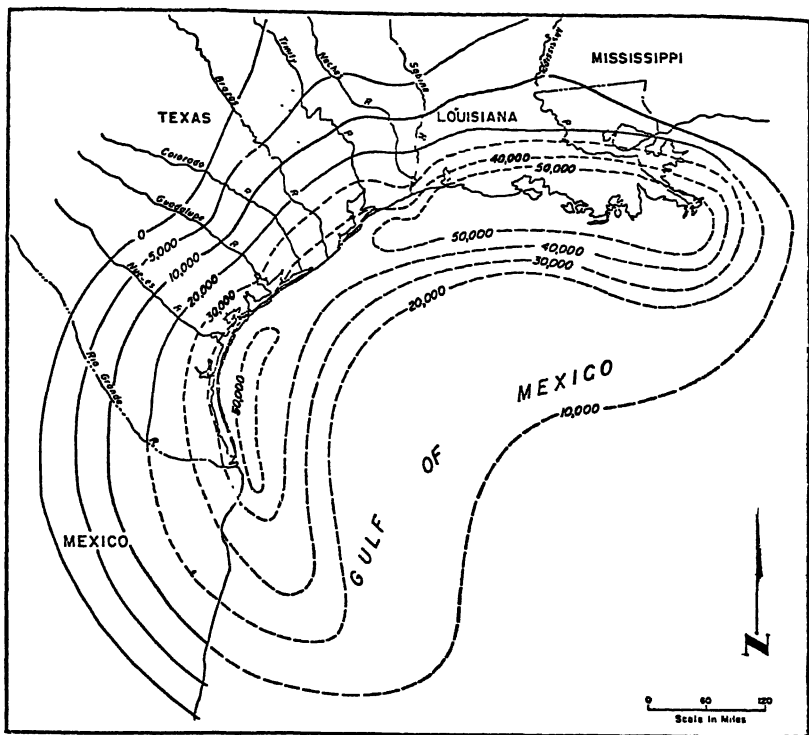 MISSISSIPPI
TEXAS
LOUISIANA
Brazos
Trinity
Neches
Sabine
R
R
R
R
Colorado
R
Guadalupe
R
Nueces
R
Rio Grande
R
0
5,000
10,000
20,000
30,000
40,000
50,000
50,000
40,000
30,000
20,000
10,000
50,000
MEXICO
GULF
OF
MEXICO
N
0
60
120
Scale in Miles